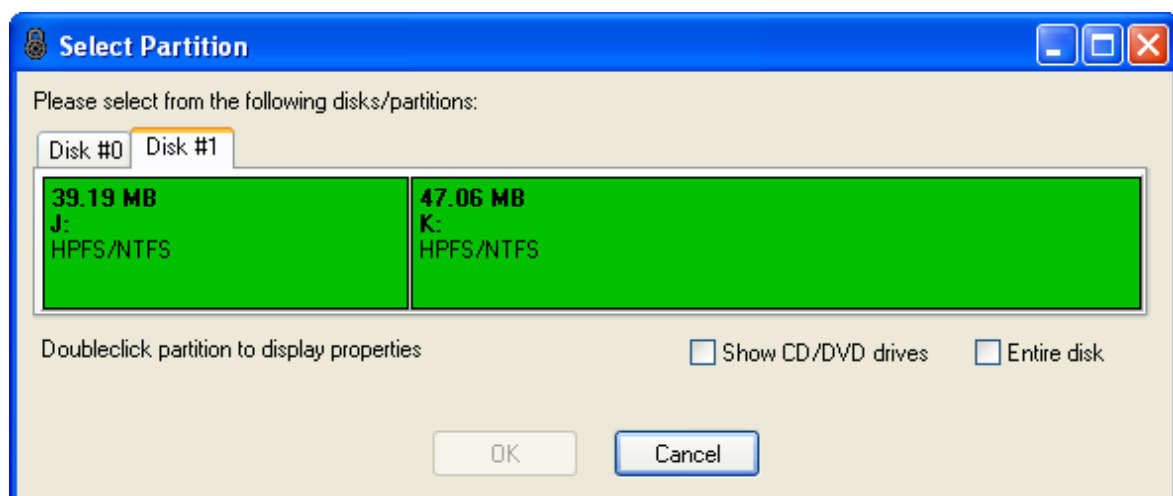 Select Partition
Please select from the following disks/partitions:
Disk #0 Disk #1
39.19 MB
J:
HPFS/NTFS
47.06 MB
K:
HPFS/NTFS
Doubleclick partition to display properties
Show CD/DVD drives
Entire disk
OK
Cancel